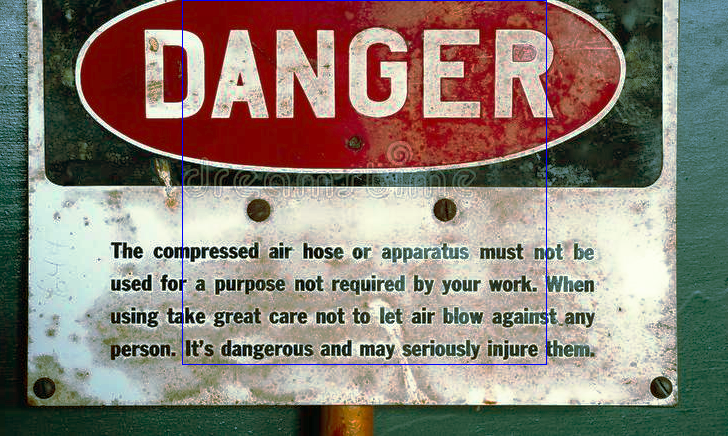 DANGER
dreamstime
The compressed air hose or apparatus must not be
used for a purpose not required by your work. When
using take great care not to let air blow against any
person. It's dangerous and may seriously injure them.